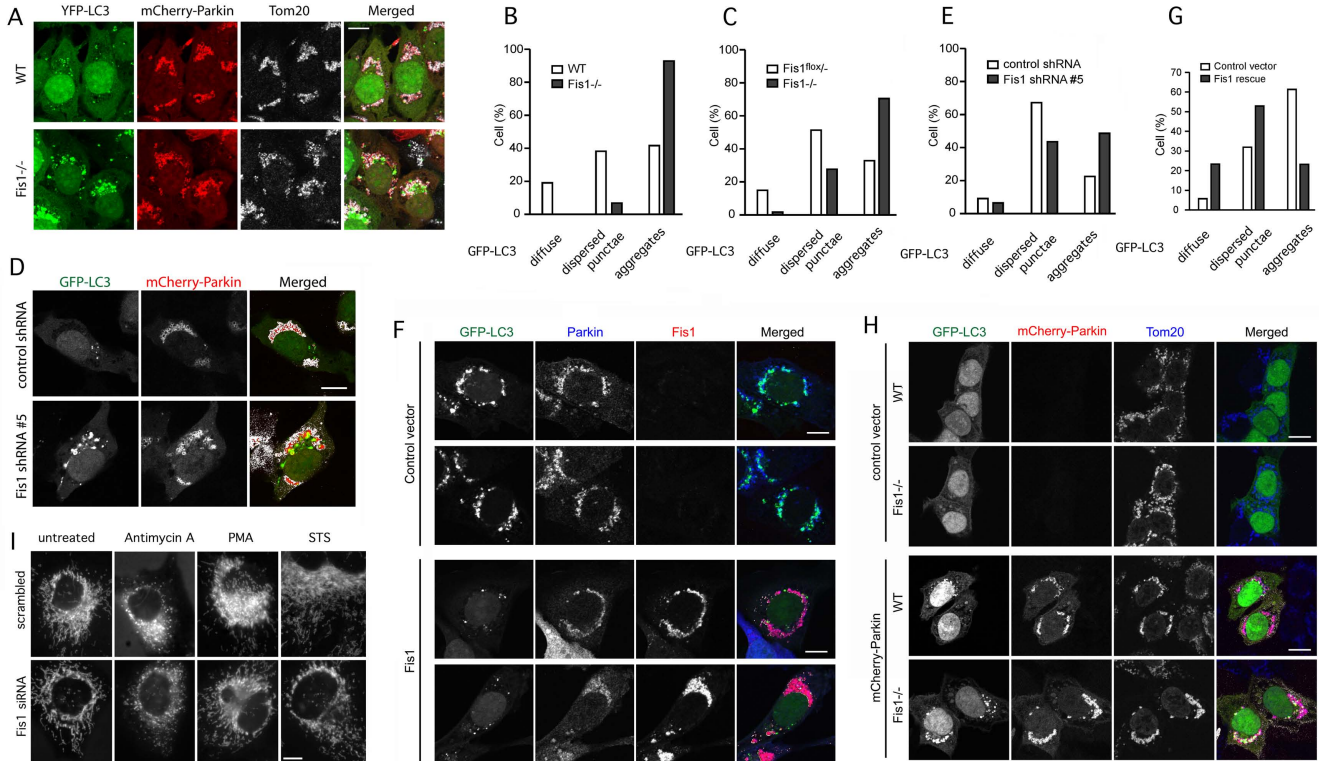 A
YFP-LC3 mCherry-Parkin Tom20 Merged
WT
Fis1-/-
B
100
80
60
40
20
0
Cell (%)
WT
Fis1-/-
GFP-LC3
diffuse
dispersed punctae
aggregates
C
100
80
60
40
20
0
Cell (%)
Fis1flox/-
Fis1-/-
GFP-LC3
diffuse
dispersed punctae
aggregates
E
100
80
60
40
20
0
Cell (%)
control shRNA
Fis1 shRNA #5
GFP-LC3
diffuse
dispersed punctae
aggregates
G
Control vector
Fis1 rescue
70
60
50
40
30
20
10
0
Cell (%)
GFP-LC3
diffuse
dispersed punctae
aggregates
D
GFP-LC3 mCherry-Parkin Merged
control shRNA
Fis1 shRNA #5
F
GFP-LC3 Parkin Fis1 Merged
Control vector
Fis1
H
GFP-LC3 mCherry-Parkin Tom20 Merged
control vector
WT
Fis1-/-
mCherry-Parkin
WT
Fis1-/-
I
untreated Antimycin A PMA STS
scrambled
Fis1 siRNA